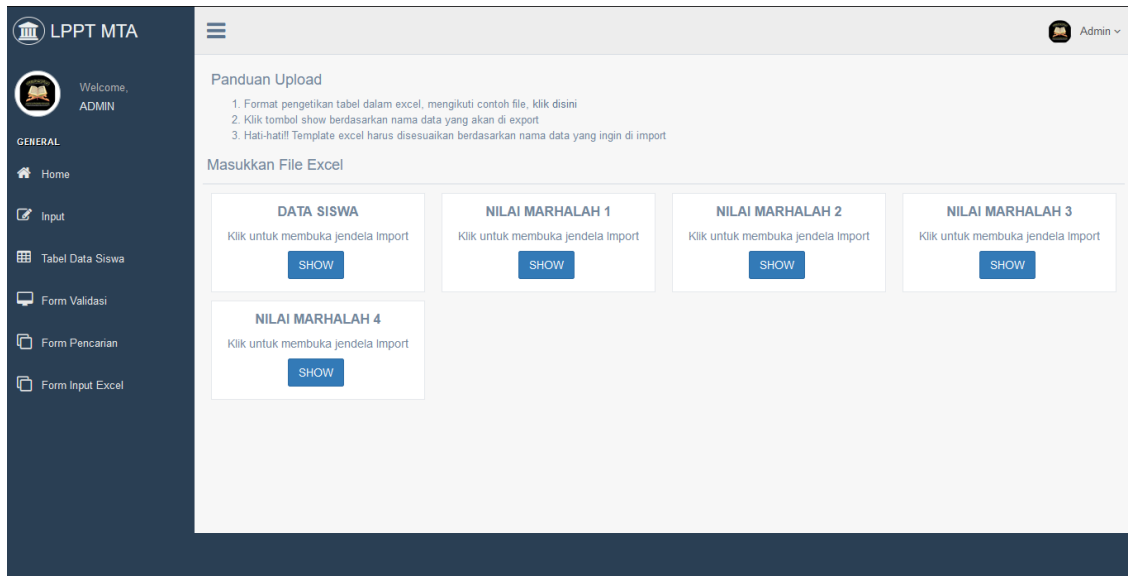 LPPT MTA
Admin
Welcome,
ADMIN
GENERAL
Home
Input
Tabel Data Siswa
Form Validasi
Form Pencarian
Form Input Excel
Panduan Upload
1. Format pengetikan tabel dalam excel, mengikuti contoh file, klik disini
2. Klik tombol show berdasarkan nama data yang akan di export
3. Hati-hati!! Template excel harus disesuaikan berdasarkan nama data yang ingin di import
Masukkan File Excel
DATA SISWA
Klik untuk membuka jendela Import
SHOW
NILAI MARHALAH 1
Klik untuk membuka jendela Import
SHOW
NILAI MARHALAH 2
Klik untuk membuka jendela Import
SHOW
NILAI MARHALAH 3
Klik untuk membuka jendela Import
SHOW
NILAI MARHALAH 4
Klik untuk membuka jendela Import
SHOW